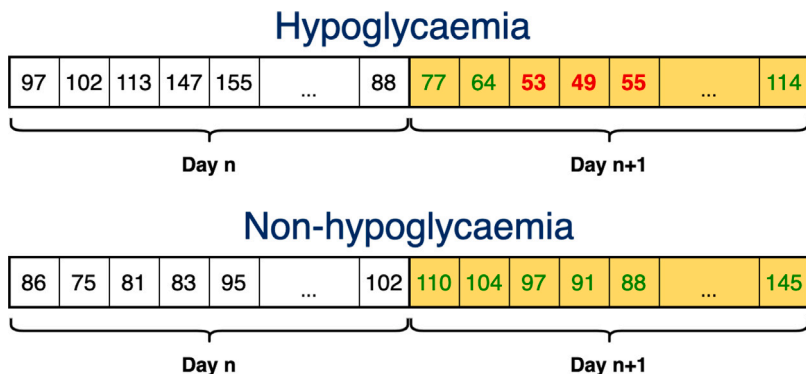 Hypoglycaemia
97 102 113 147 155 ... 88 77 64 53 49 55 ... 114
Day n Day n+1
Non-hypoglycaemia
86 75 81 83 95 ... 102 110 104 97 91 88 ... 145
Day n Day n+1